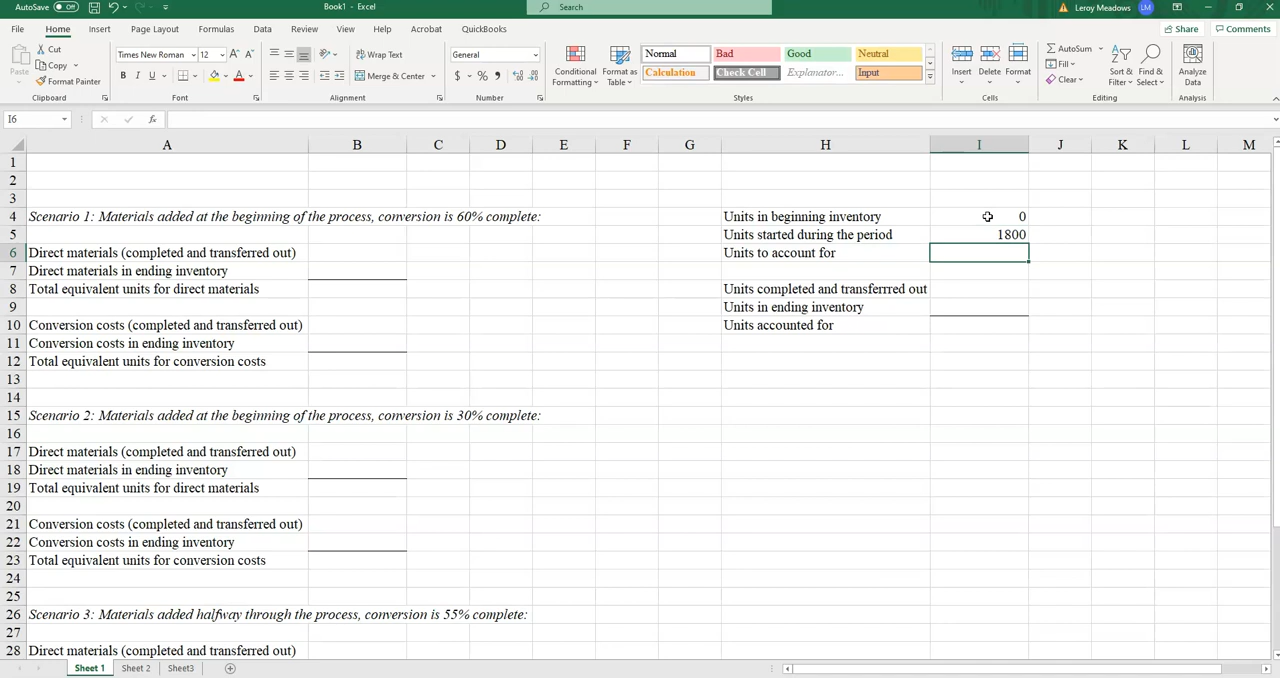 AutoSave Off Book1 - Excel Search Leroy Meadows LM
File Home Insert Page Layout Formulas Data Review View Help Acrobat QuickBooks Share Comments
Paste Cut Copy Format Painter Clipboard
Times New Roman 12 A A B I U A Font
Wrap Text Merge & Center Alignment
General $ % Number
Conditional Formatting Format as Table Normal Bad Good Neutral Calculation Check Cell Explanator... Input Styles
Insert Delete Format Cells
AutoSum Fill Clear Sort & Filter Find & Select Editing
Analyze Data Analysis
I6 fx
A B C D E F G H I J K L M
1
2
3
4 Scenario 1: Materials added at the beginning of the process, conversion is 60% complete: Units in beginning inventory 0
5 Units started during the period 1800
6 Direct materials (completed and transferred out) Units to account for
7 Direct materials in ending inventory
8 Total equivalent units for direct materials Units completed and transferrred out
9 Units in ending inventory
10 Conversion costs (completed and transferred out) Units accounted for
11 Conversion costs in ending inventory
12 Total equivalent units for conversion costs
13
14
15 Scenario 2: Materials added at the beginning of the process, conversion is 30% complete:
16
17 Direct materials (completed and transferred out)
18 Direct materials in ending inventory
19 Total equivalent units for direct materials
20
21 Conversion costs (completed and transferred out)
22 Conversion costs in ending inventory
23 Total equivalent units for conversion costs
24
25
26 Scenario 3: Materials added halfway through the process, conversion is 55% complete:
27
28 Direct materials (completed and transferred out)
Sheet 1 Sheet 2 Sheet3